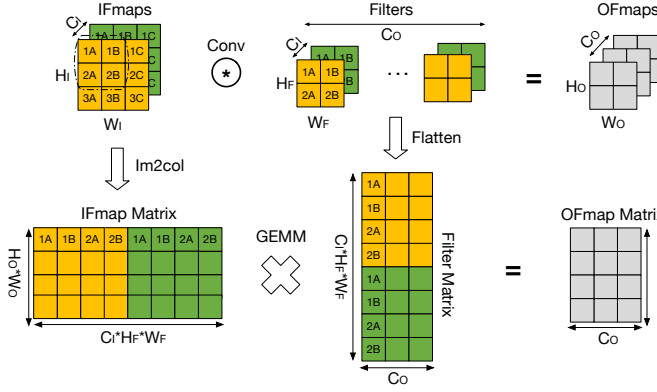 IFmaps
Filters
OFmaps
CI
1A 1B 1C
2A 2B 2C
3A 3B 3C
1B 1C
C
C
HI
WI
Conv
*
CO
CI
1A 1B
2A 2B
1A 1B
B
HF
WF
...
=
CO
HO
WO
Im2col
Flatten
IFmap Matrix
1A 1B 2A 2B 1A 1B 2A 2B
HO*WO
CI*HF*WF
GEMM
1A
1B
2A
2B
1A
1B
2A
2B
CI*HF*WF
Filter Matrix
CO
=
OFmap Matrix
CO